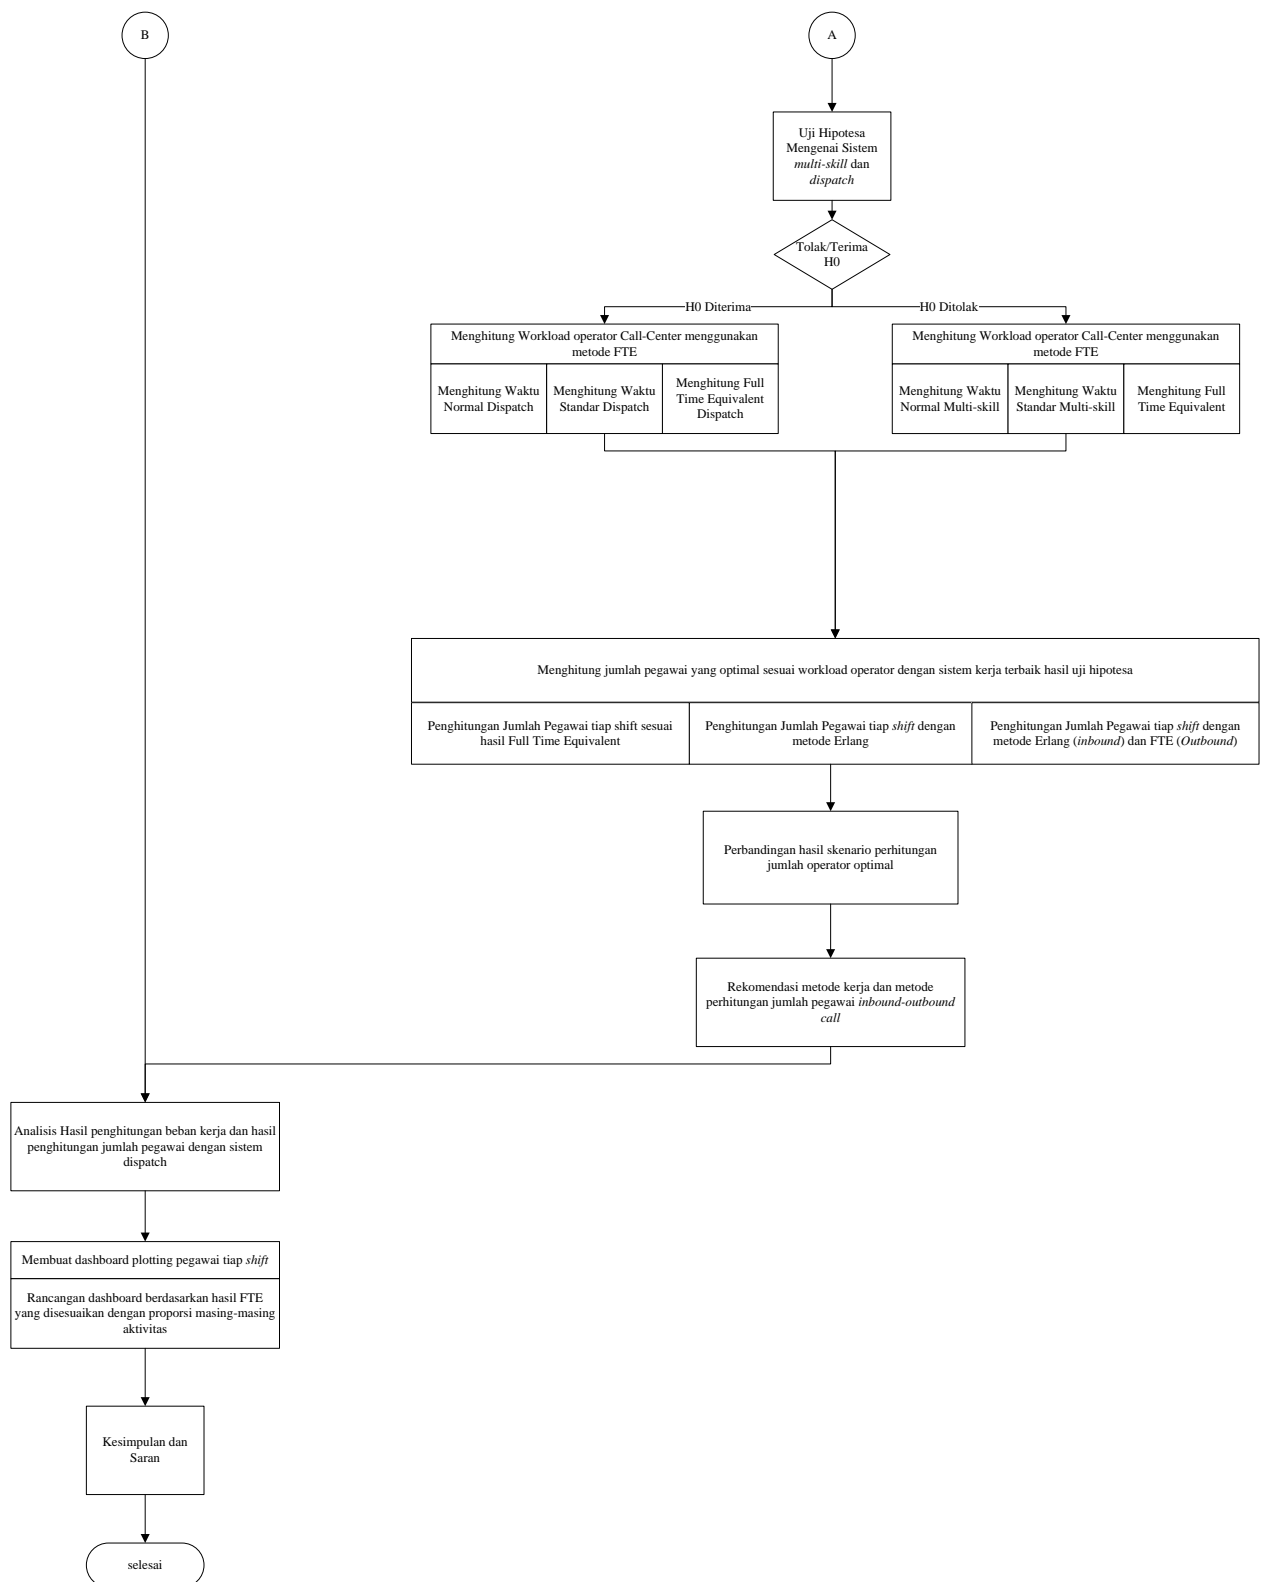 B
A
Uji Hipotesa
Mengenai Sistem
multi-skill dan
dispatch
Tolak/Terima
H0
H0 Diterima
H0 Ditolak
Menghitung Workload operator Call-Center menggunakan
metode FTE
Menghitung Waktu
Normal Dispatch
Menghitung Waktu
Standar Dispatch
Menghitung Full
Time Equivalent
Dispatch
Menghitung Workload operator Call-Center menggunakan
metode FTE
Menghitung Waktu
Normal Multi-skill
Menghitung Waktu
Standar Multi-skill
Menghitung Full
Time Equivalent
Menghitung jumlah pegawai yang optimal sesuai workload operator dengan sistem kerja terbaik hasil uji hipotesa
Penghitungan Jumlah Pegawai tiap shift sesuai
hasil Full Time Equivalent
Penghitungan Jumlah Pegawai tiap shift dengan
metode Erlang
Penghitungan Jumlah Pegawai tiap shift dengan
metode Erlang (inbound) dan FTE (Outbound)
Perbandingan hasil skenario perhitungan
jumlah operator optimal
Rekomendasi metode kerja dan metode
perhitungan jumlah pegawai inbound-outbound
call
Analisis Hasil penghitungan beban kerja dan hasil
penghitungan jumlah pegawai dengan sistem
dispatch
Membuat dashboard plotting pegawai tiap shift
Rancangan dashboard berdasarkan hasil FTE
yang disesuaikan dengan proporsi masing-masing
aktivitas
Kesimpulan dan
Saran
selesai